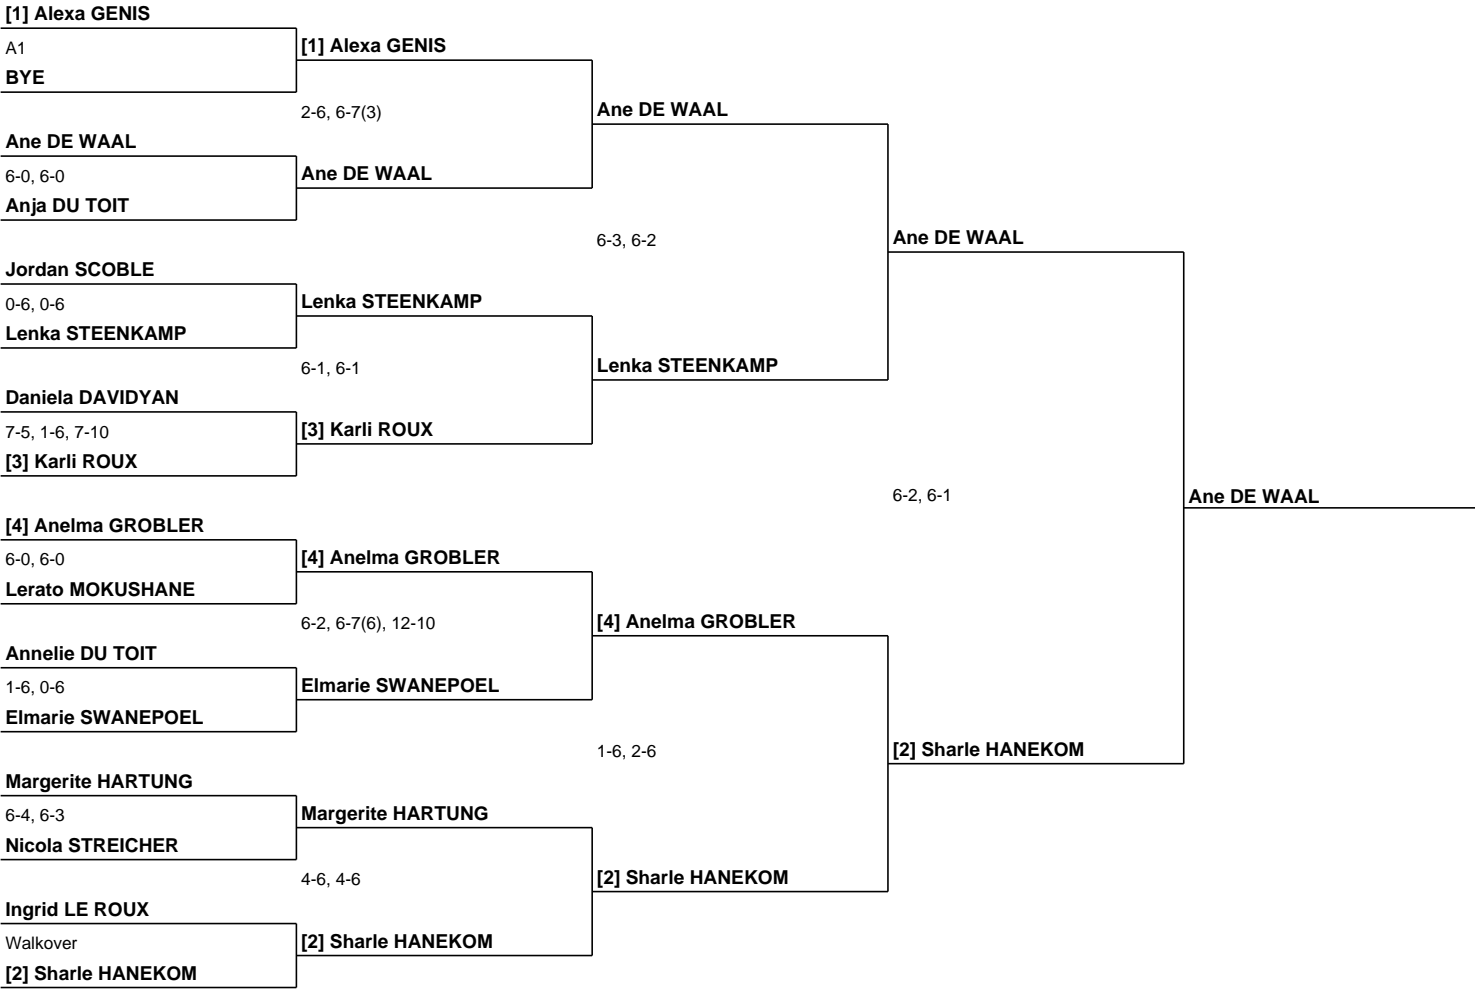 [1] Alexa GENIS
A1
BYE
Ane DE WAAL
6-0, 6-0
Anja DU TOIT
Jordan SCOBLE
0-6, 0-6
Lenka STEENKAMP
Daniela DAVIDYAN
7-5, 1-6, 7-10
[3] Karli ROUX
[4] Anelma GROBLER
6-0, 6-0
Lerato MOKUSHANE
Annelie DU TOIT
1-6, 0-6
Elmarie SWANEPOEL
Margerite HARTUNG
6-4, 6-3
Nicola STREICHER
Ingrid LE ROUX
Walkover
[2] Sharle HANEKOM
[1] Alexa GENIS
2-6, 6-7(3)
Ane DE WAAL
Lenka STEENKAMP
6-1, 6-1
[3] Karli ROUX
[4] Anelma GROBLER
6-2, 6-7(6), 12-10
Elmarie SWANEPOEL
Margerite HARTUNG
4-6, 4-6
[2] Sharle HANEKOM
Ane DE WAAL
6-3, 6-2
Lenka STEENKAMP
[4] Anelma GROBLER
1-6, 2-6
[2] Sharle HANEKOM
Ane DE WAAL
6-2, 6-1
[2] Sharle HANEKOM
Ane DE WAAL